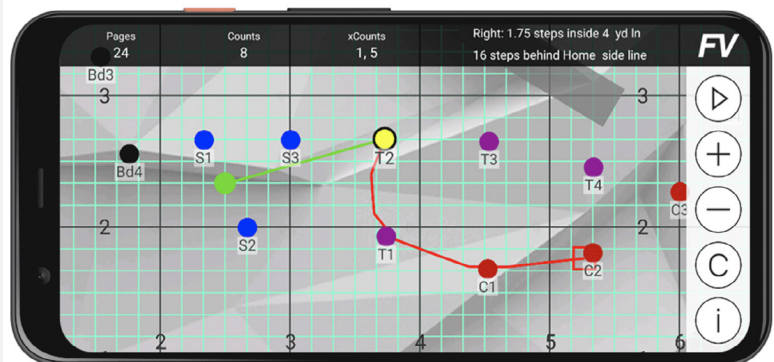 Pages
24
Counts
8
xCounts
1, 5
Right: 1.75 steps inside 4 yd ln
16 steps behind Home side line
FV
Bd3
3
3
S1
S3
T2
T3
Bd4
T4
C3
2
2
S2
T1
C1
C2
C
i
2
3
4
5
6